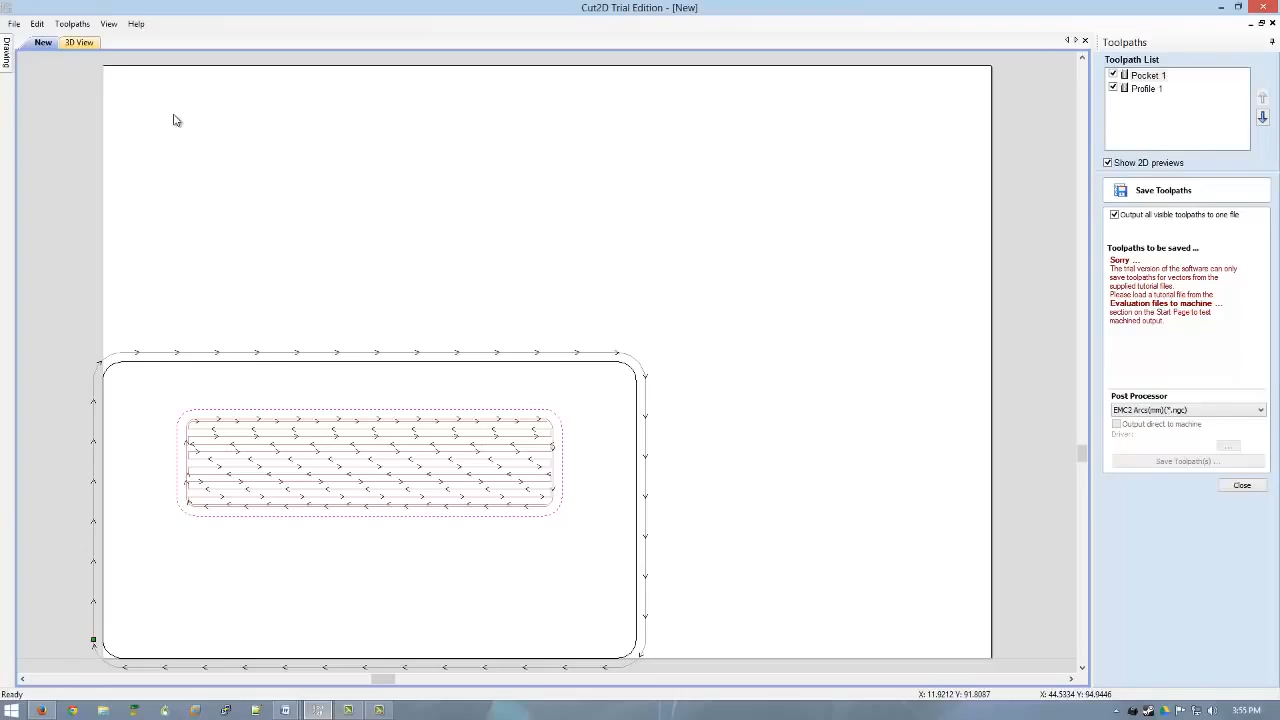 Cut2D Trial Edition - [New]
File Edit Toolpaths View Help
New 3D View
Drawing
Toolpaths
Toolpath List
Pocket 1
Profile 1
Show 2D previews
Save Toolpaths
Output all visible toolpaths to one file
Toolpaths to be saved ...
Sorry ...
The trial version of the software can only
save toolpaths for vectors from the
supplied tutorial files.
Please load a tutorial file from the
Evaluation files to machine ...
section on the Start Page to test
machined output.
Post Processor
EMC2 Arcs(mm)(*.ngc)
Output direct to machine
Driver:
...
Save Toolpath(s) ...
Close
Ready
X: 11.9212 Y: 91.8087
X: 44.5334 Y: 94.9446
3:55 PM